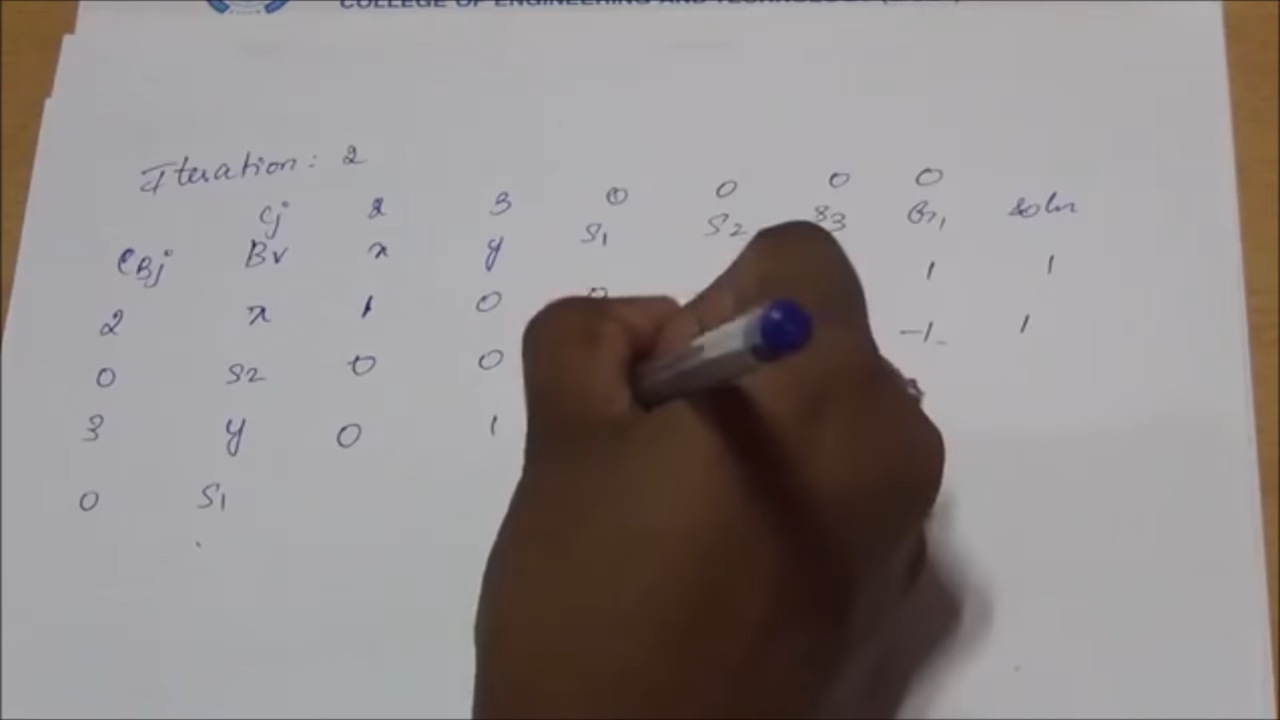 COLLEGE OF ENGINEERING AND TECHNOLOGY
Iteration: 2
Cj 2 3 0 0 0 0
CBj Bv x y S1 S2 S3 soln
2 x 1 0 0 1 1
0 S2 0 0 -1 1
3 y 0 1
0 S1